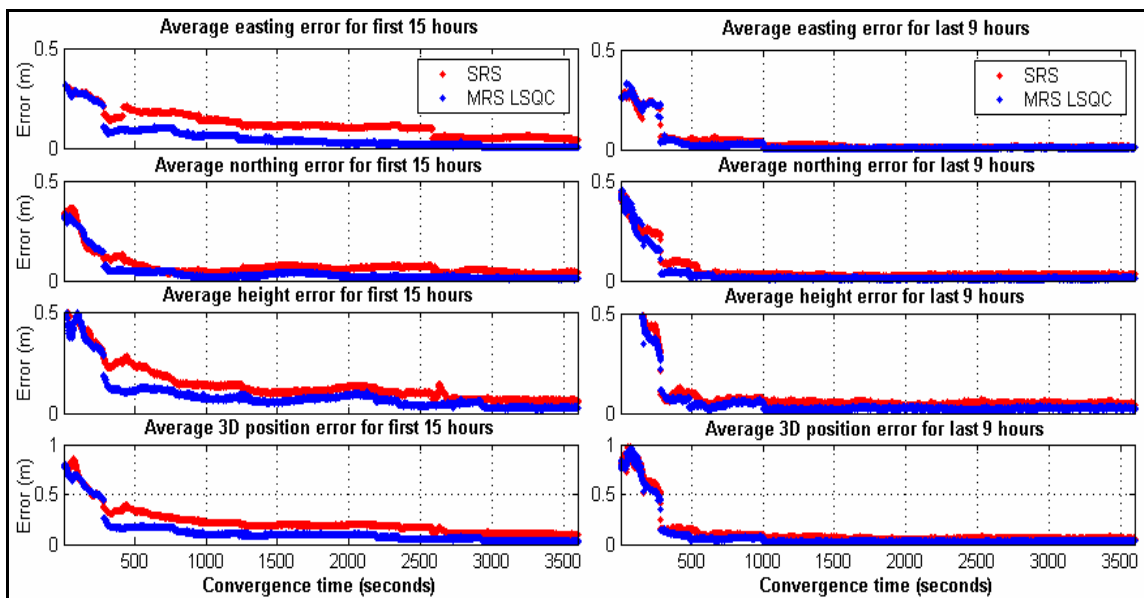 Average easting error for first 15 hours
0.5
0
Error (m)
SRS
MRS LSQC
Average northing error for first 15 hours
0.5
0
Error (m)
Average height error for first 15 hours
0.5
0
Error (m)
Average 3D position error for first 15 hours
1
0.5
0
Error (m)
500 1000 1500 2000 2500 3000 3500
Convergence time (seconds)
Average easting error for last 9 hours
0.5
0
SRS
MRS LSQC
Average northing error for last 9 hours
0.5
0
Average height error for last 9 hours
0.5
0
Average 3D position error for last 9 hours
1
0.5
0
500 1000 1500 2000 2500 3000 3500
Convergence time (seconds)